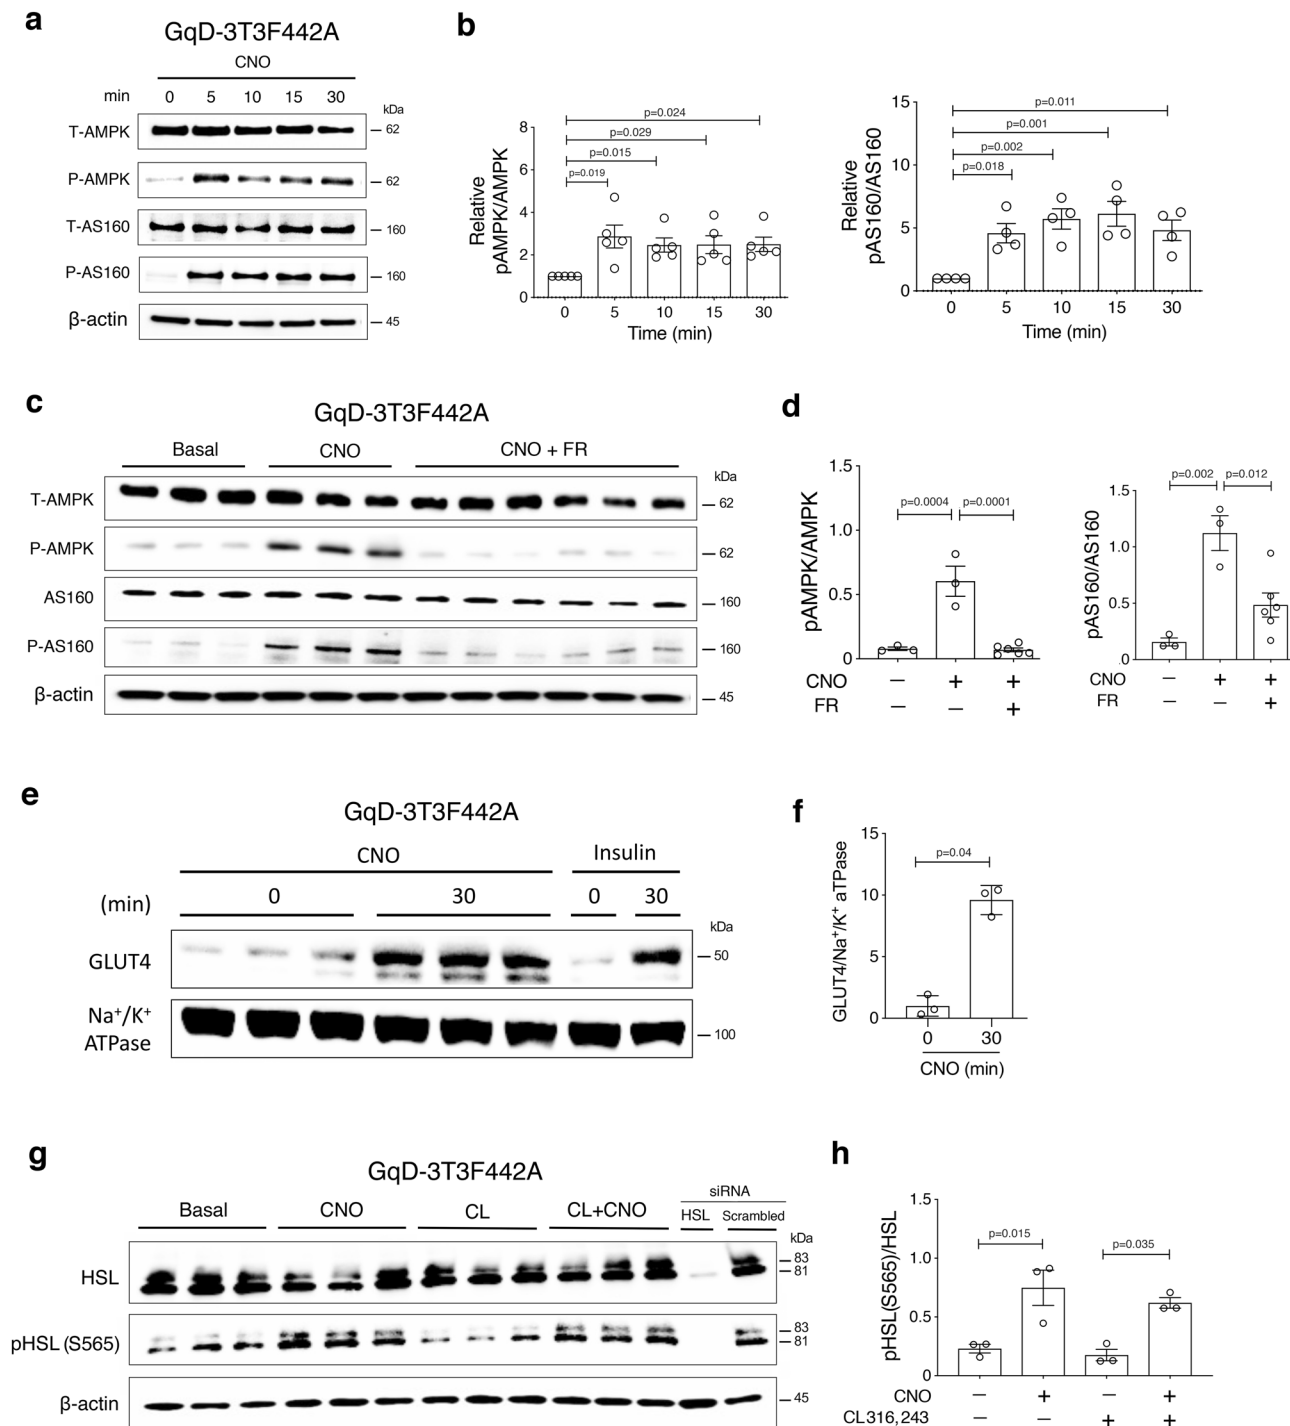 a
GqD-3T3F442A
CNO
min 0 5 10 15 30
kDa
T-AMPK 62
P-AMPK 62
T-AS160 160
P-AS160 160
β-actin 45
b
Relative
pAMPK/AMPK
8
6
4
2
0
p=0.024
p=0.029
p=0.015
p=0.019
0 5 10 15 30
Time (min)
Relative
pAS160/AS160
15
10
5
0
p=0.011
p=0.001
p=0.002
p=0.018
0 5 10 15 30
Time (min)
c
GqD-3T3F442A
Basal CNO CNO + FR
kDa
T-AMPK 62
P-AMPK 62
AS160 160
P-AS160 160
β-actin 45
d
pAMPK/AMPK
1.5
1.0
0.5
0
p=0.0004 p=0.0001
CNO — + +
FR — — +
pAS160/AS160
1.5
1.0
0.5
0
p=0.002 p=0.012
CNO — + +
FR — — +
e
GqD-3T3F442A
CNO Insulin
(min) 0 30 0 30
kDa
GLUT4 50
Na⁺/K⁺
ATPase 100
f
GLUT4/Na⁺/K⁺ aTPase
15
10
5
0
p=0.04
0 30
CNO (min)
g
GqD-3T3F442A
siRNA
Basal CNO CL CL+CNO HSL Scrambled
kDa
HSL 83
81
pHSL (S565) 83
81
β-actin 45
h
pHSL(S565)/HSL
1.5
1.0
0.5
0
p=0.015
p=0.035
CNO — + — +
CL316,243 — — + +